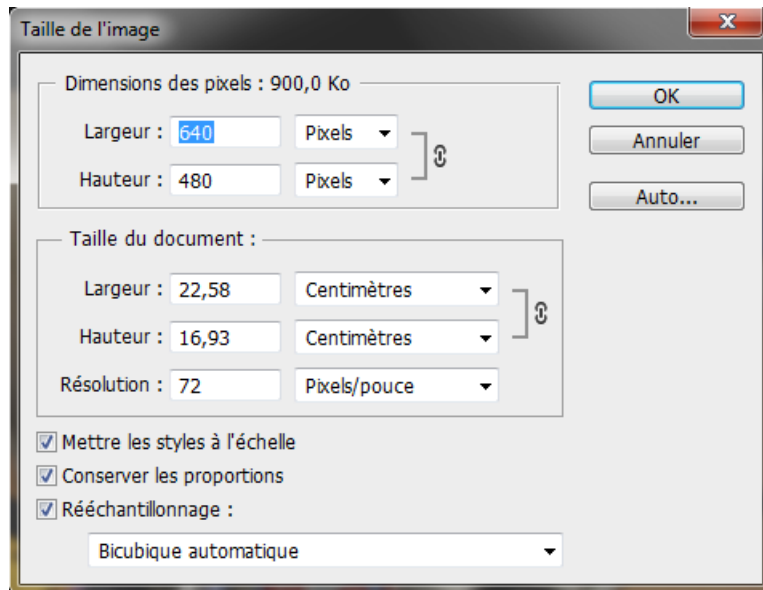 Taille de l'image
x
Dimensions des pixels : 900,0 Ko
Largeur : 640 Pixels
Hauteur : 480 Pixels
OK
Annuler
Auto...
Taille du document :
Largeur : 22,58 Centimètres
Hauteur : 16,93 Centimètres
Résolution : 72 Pixels/pouce
Mettre les styles à l'échelle
Conserver les proportions
Rééchantillonnage :
Bicubique automatique